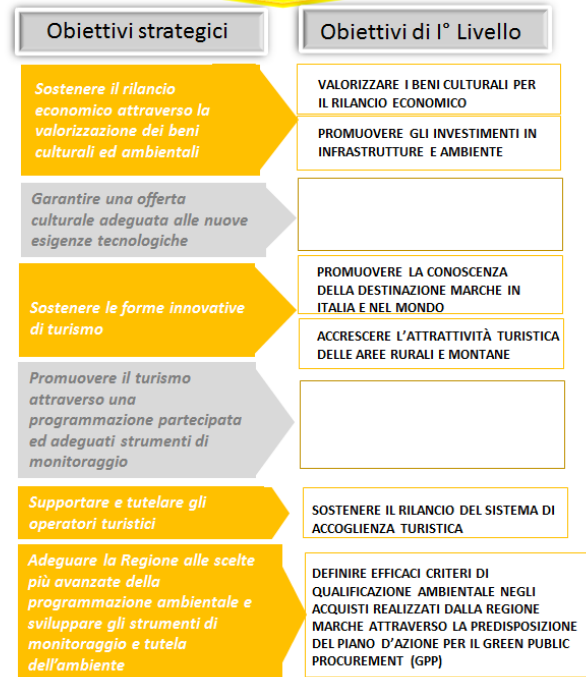 Obiettivi strategici
Obiettivi di I° Livello
Sostenere il rilancio
economico attraverso la
valorizzazione dei beni
culturali ed ambientali
VALORIZZARE I BENI CULTURALI PER
IL RILANCIO ECONOMICO
PROMUOVERE GLI INVESTIMENTI IN
INFRASTRUTTURE E AMBIENTE
Garantire una offerta
culturale adeguata alle nuove
esigenze tecnologiche
Sostenere le forme innovative
di turismo
PROMUOVERE LA CONOSCENZA
DELLA DESTINAZIONE MARCHE IN
ITALIA E NEL MONDO
ACCRESCERE L'ATTRATTIVITÀ TURISTICA
DELLE AREE RURALI E MONTANE
Promuovere il turismo
attraverso una
programmazione partecipata
ed adeguati strumenti di
monitoraggio
Supportare e tutelare gli
operatori turistici
SOSTENERE IL RILANCIO DEL SISTEMA DI
ACCOGLIENZA TURISTICA
Adeguare la Regione alle scelte
più avanzate della
programmazione ambientale e
sviluppare gli strumenti di
monitoraggio e tutela
dell'ambiente
DEFINIRE EFFICACI CRITERI DI
QUALIFICAZIONE AMBIENTALE NEGLI
ACQUISTI REALIZZATI DALLA REGIONE
MARCHE ATTRAVERSO LA PREDISPOSIZIONE
DEL PIANO D'AZIONE PER IL GREEN PUBLIC
PROCUREMENT (GPP)